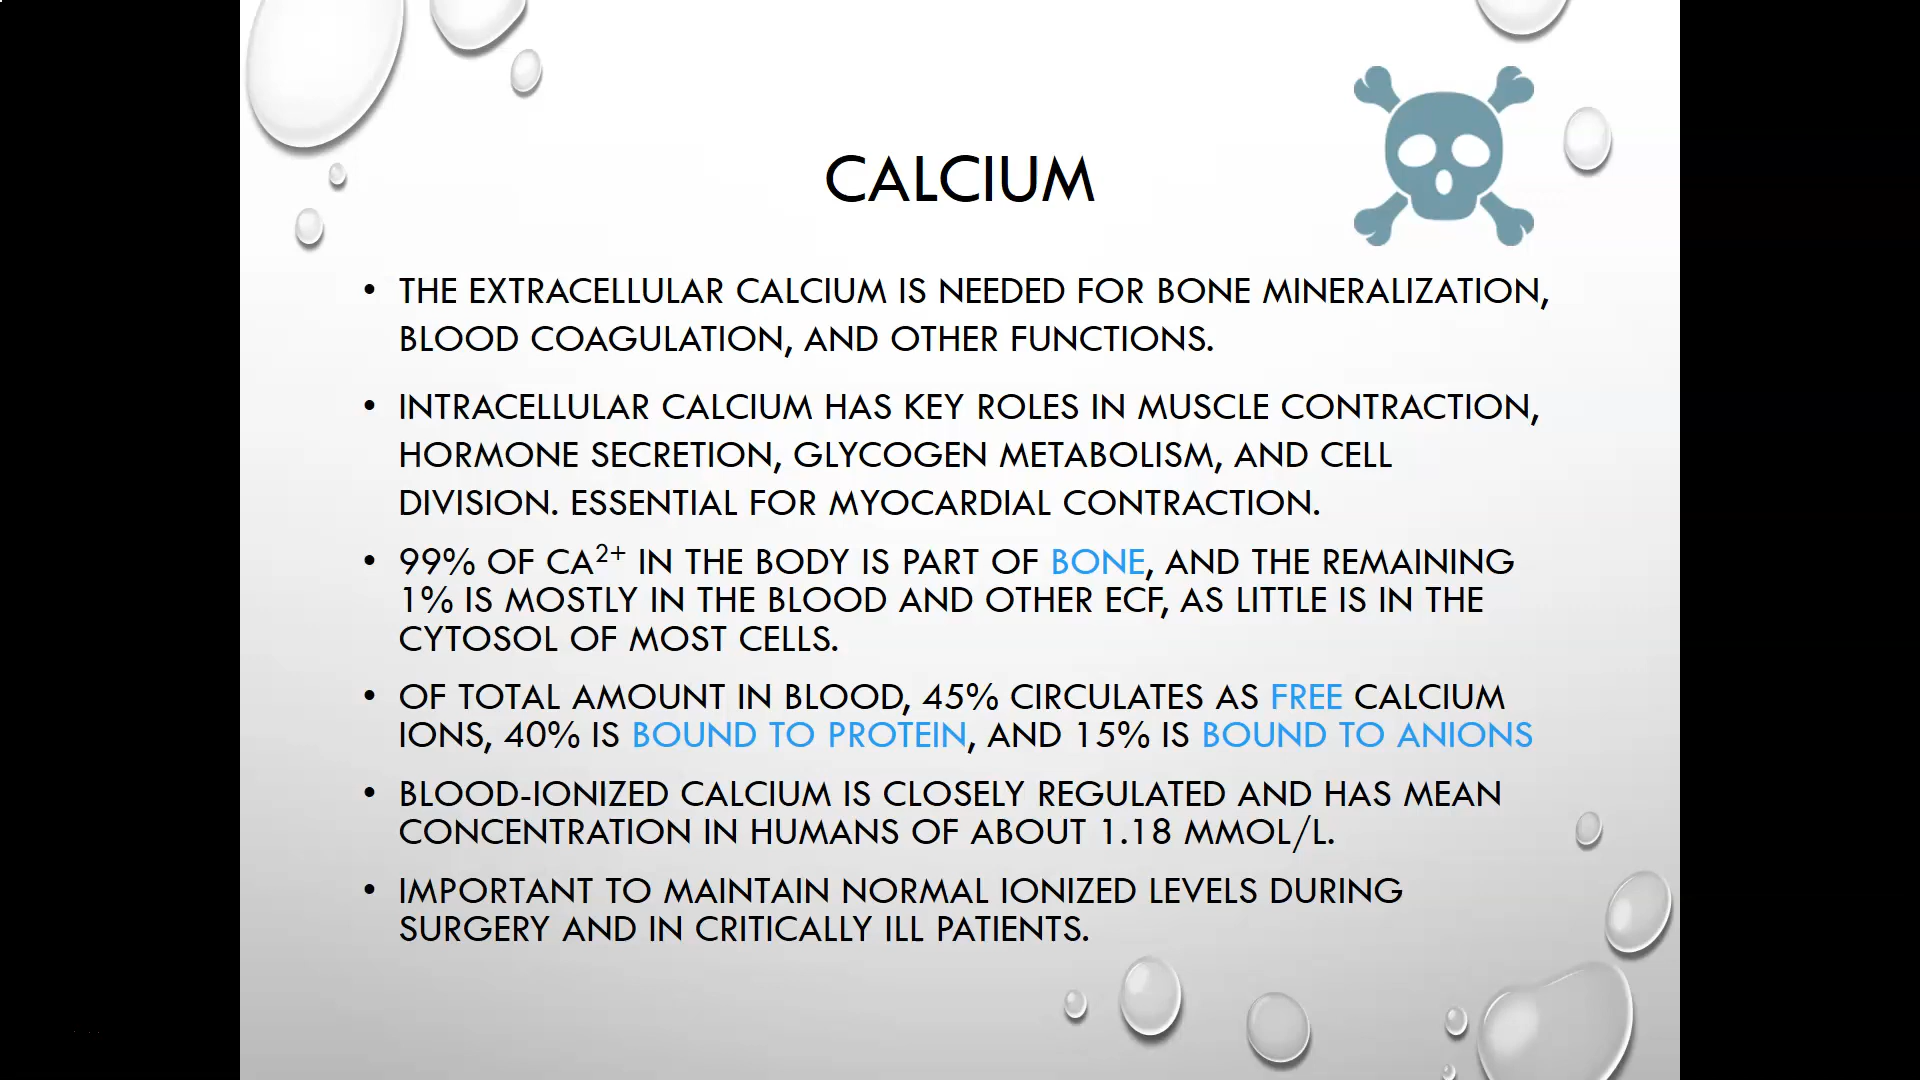 CALCIUM
• THE EXTRACELLULAR CALCIUM IS NEEDED FOR BONE MINERALIZATION,
BLOOD COAGULATION, AND OTHER FUNCTIONS.
• INTRACELLULAR CALCIUM HAS KEY ROLES IN MUSCLE CONTRACTION,
HORMONE SECRETION, GLYCOGEN METABOLISM, AND CELL
DIVISION. ESSENTIAL FOR MYOCARDIAL CONTRACTION.
• 99% OF CA²⁺ IN THE BODY IS PART OF BONE, AND THE REMAINING
1% IS MOSTLY IN THE BLOOD AND OTHER ECF, AS LITTLE IS IN THE
CYTOSOL OF MOST CELLS.
• OF TOTAL AMOUNT IN BLOOD, 45% CIRCULATES AS FREE CALCIUM
IONS, 40% IS BOUND TO PROTEIN, AND 15% IS BOUND TO ANIONS
• BLOOD-IONIZED CALCIUM IS CLOSELY REGULATED AND HAS MEAN
CONCENTRATION IN HUMANS OF ABOUT 1.18 MMOL/L.
• IMPORTANT TO MAINTAIN NORMAL IONIZED LEVELS DURING
SURGERY AND IN CRITICALLY ILL PATIENTS.